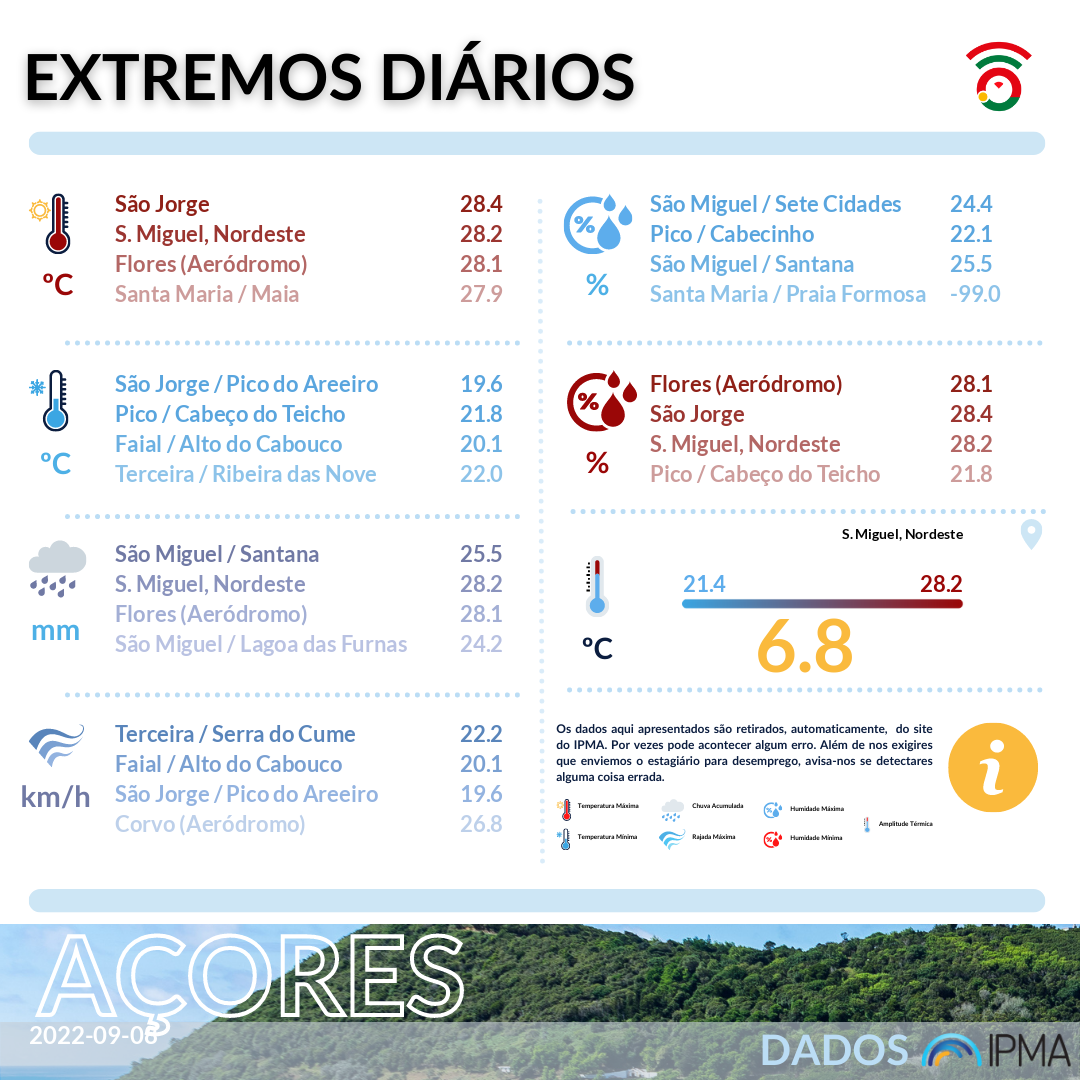 EXTREMOS DIÁRIOS
São Jorge 28.4
S. Miguel, Nordeste 28.2
Flores (Aeródromo) 28.1
Santa Maria / Maia 27.9
ºC
São Jorge / Pico do Areeiro 19.6
Pico / Cabeço do Teicho 21.8
Faial / Alto do Cabouco 20.1
Terceira / Ribeira das Nove 22.0
ºC
São Miguel / Santana 25.5
S. Miguel, Nordeste 28.2
Flores (Aeródromo) 28.1
São Miguel / Lagoa das Furnas 24.2
mm
Terceira / Serra do Cume 22.2
Faial / Alto do Cabouco 20.1
São Jorge / Pico do Areeiro 19.6
Corvo (Aeródromo) 26.8
km/h
São Miguel / Sete Cidades 24.4
Pico / Cabecinho 22.1
São Miguel / Santana 25.5
Santa Maria / Praia Formosa -99.0
%
%
Flores (Aeródromo) 28.1
São Jorge 28.4
S. Miguel, Nordeste 28.2
Pico / Cabeço do Teicho 21.8
%
%
S. Miguel, Nordeste
21.4 28.2
6.8
ºC
Os dados aqui apresentados são retirados, automaticamente, do site
do IPMA. Por vezes pode acontecer algum erro. Além de nos exigires
que enviemos o estagiário para desemprego, avisa-nos se detectares
alguma coisa errada.
i
Temperatura Máxima Chuva Acumulada Humidade Máxima
Amplitude Térmica
Temperatura Mínima Rajada Máxima Humidade Mínima
AÇORES
2022-09-08
DADOS IPMA